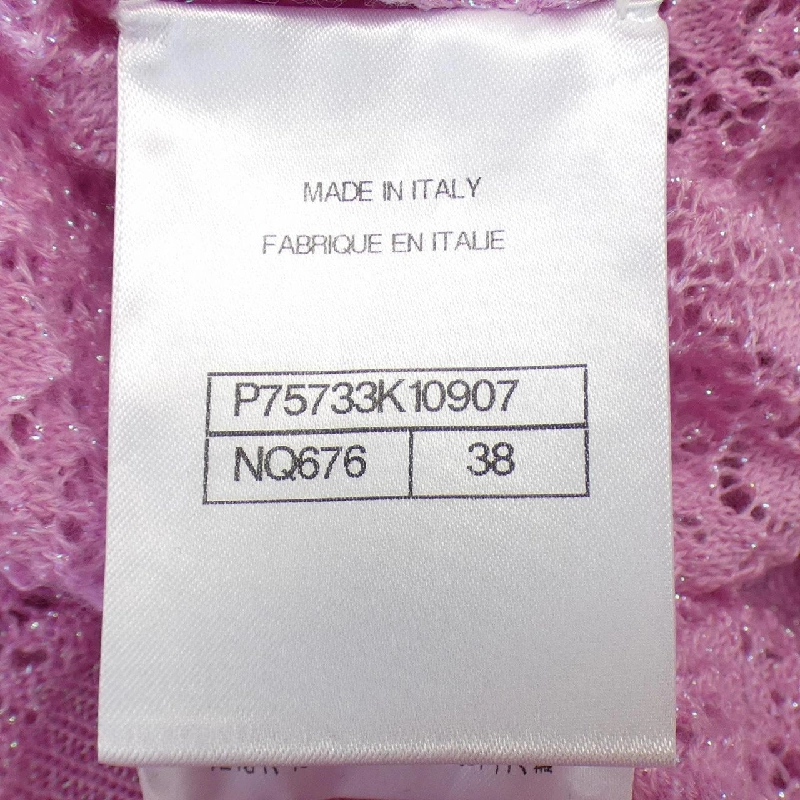 MADE IN ITALY
FABRIQUE EN ITALIE
P75733K10907
NQ676 38